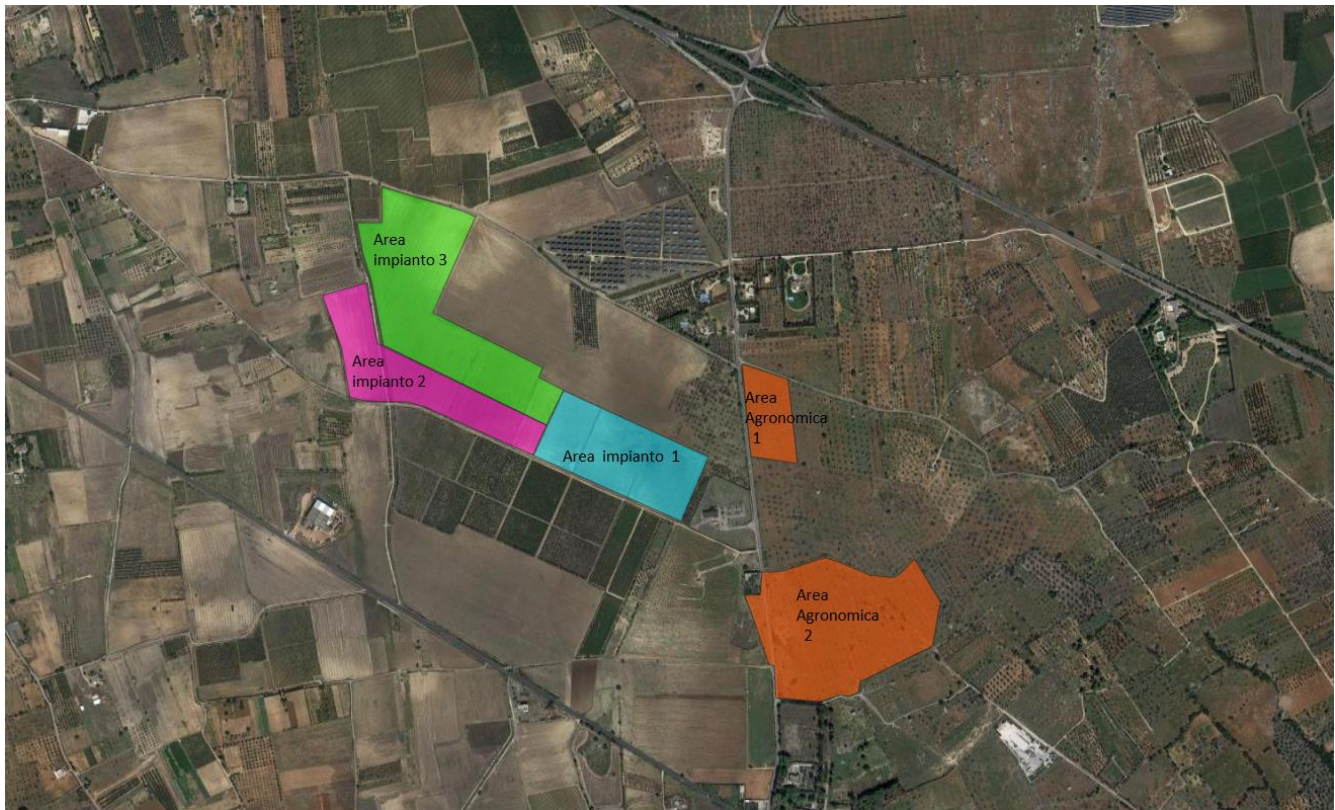 Area
impianto 3
Area
impianto 2
Area impianto 1
Area
Agronomica
1
Area
Agronomica
2